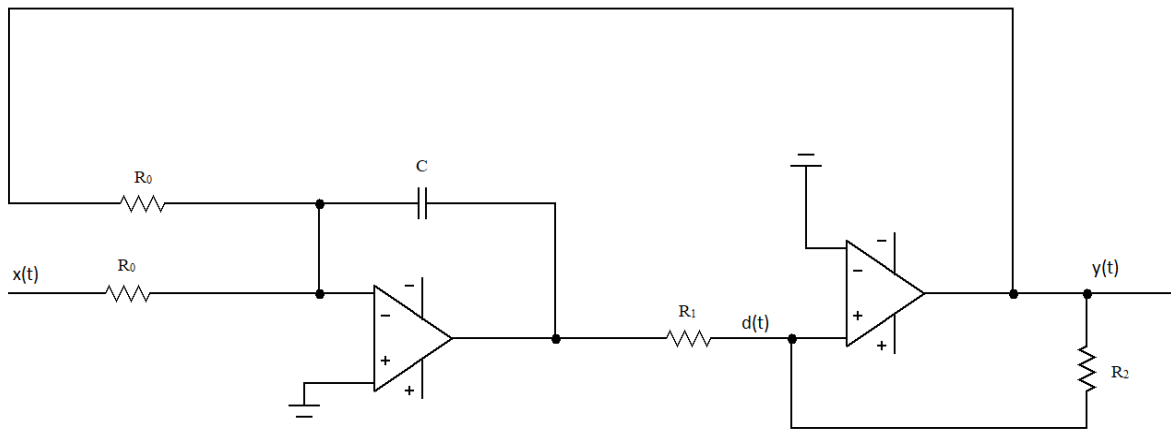 C
R₀
x(t)
R₀
y(t)
R₁
d(t)
R₂
−
−
+
+
−
−
+
+